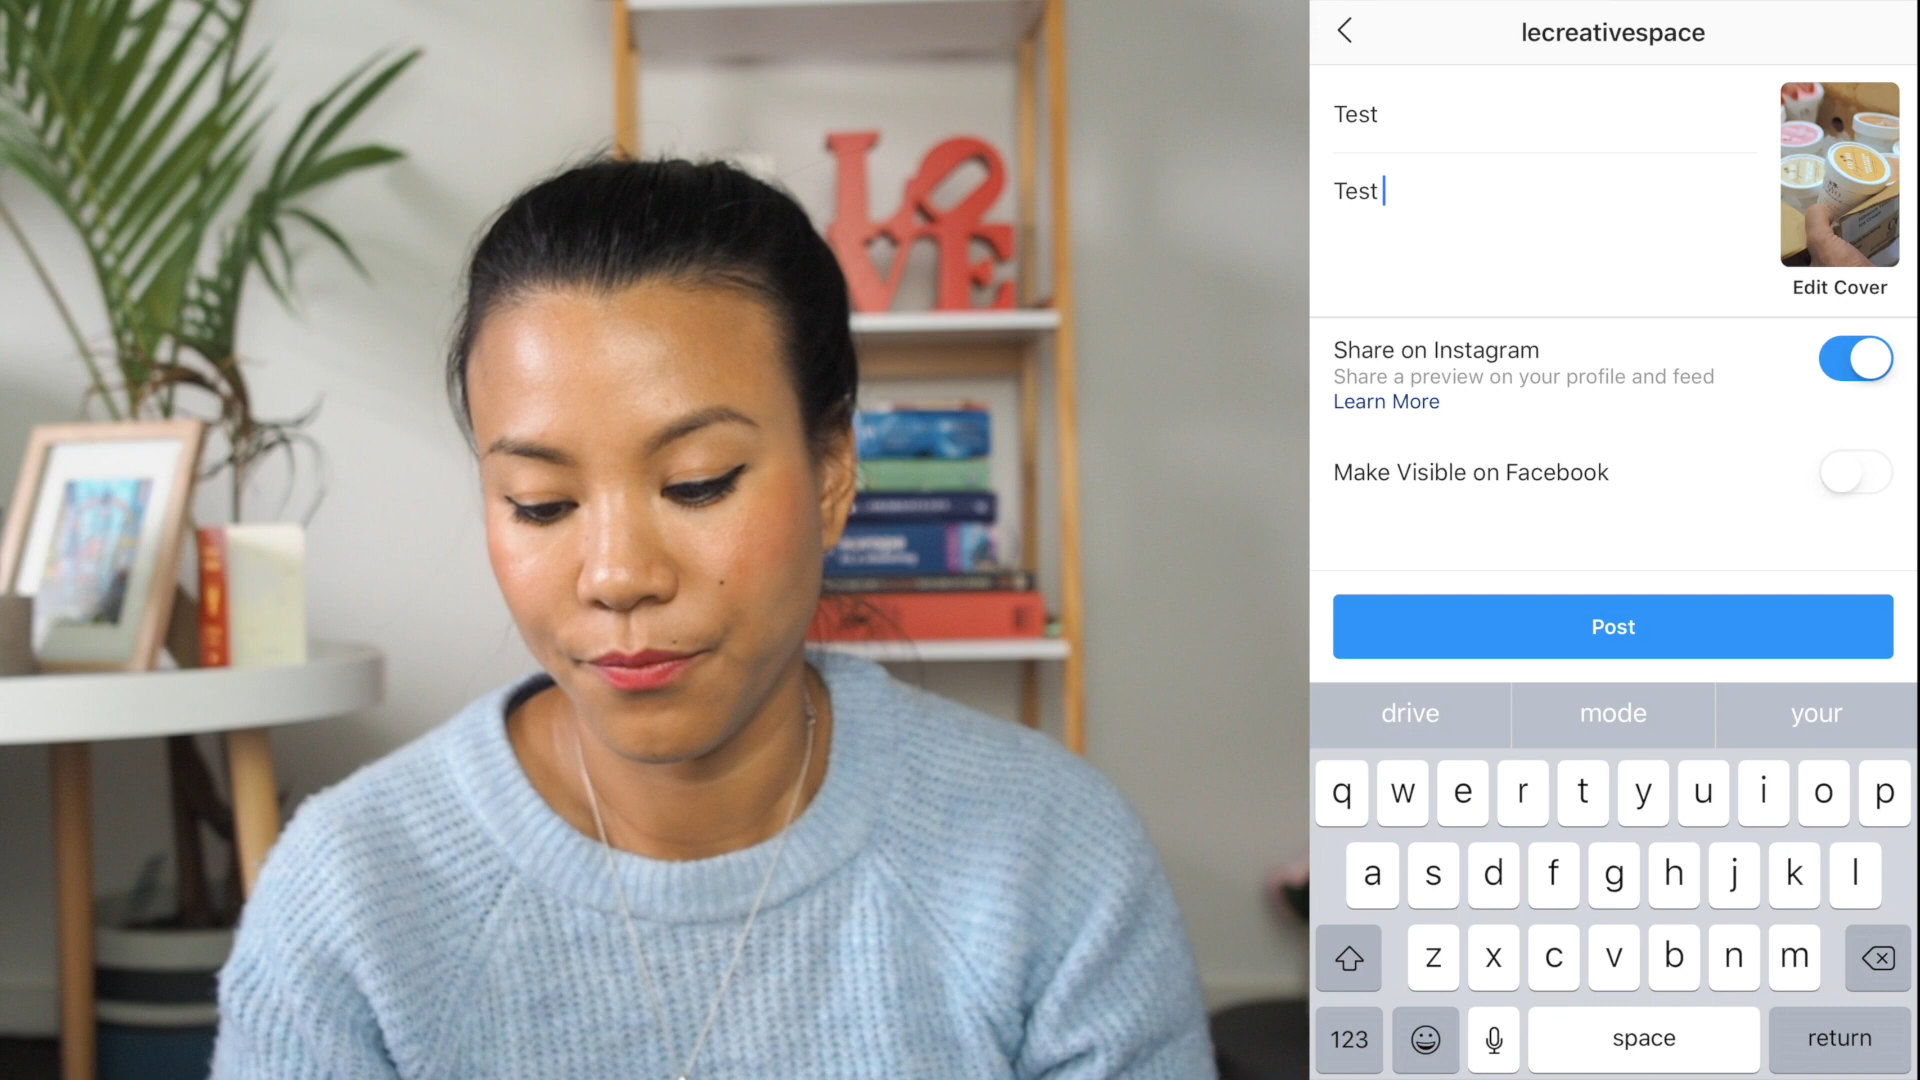 LOVE
lecreativespace
Test
Test
Edit Cover
Share on Instagram
Share a preview on your profile and feed
Learn More
Make Visible on Facebook
Post
drive mode your
q w e r t y u i o p
a s d f g h j k l
z x c v b n m
123 space return